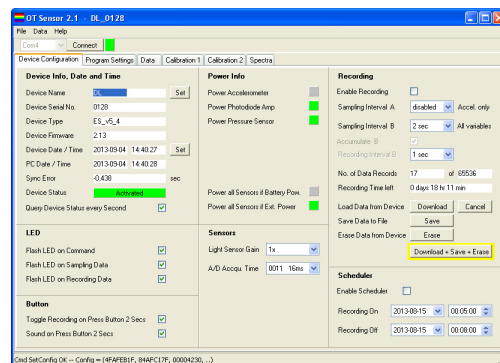 OT Sensor 2.1 - DL_0128
File Data Help
Com4 Connect
Device Configuration Program Settings Data Calibration 1 Calibration 2 Spectra
Device Info, Date and Time
Device Name DL Set
Device Serial No. 0128
Device Type ES_v5_4
Device Firmware 2.13
Device Date / Time 2013-09-04 14:40:27 Set
PC Date / Time 2013-09-04 14:40:28
Sync Error -0,438 sec
Device Status Activated
Query Device Status every Second
LED
Flash LED on Command
Flash LED on Sampling Data
Flash LED on Recording Data
Button
Toggle Recording on Press Button 2 Secs
Sound on Press Button 2 Secs
Power Info
Power Accelerometer
Power Photodiode Amp
Power Pressure Sensor
Power all Sensors if Battery Pow.
Power all Sensors if Ext. Power
Sensors
Light Sensor Gain 1x
A/D Accqu. Time 0011 16ms
Recording
Enable Recording
Sampling Interval A disabled Accel. only
Sampling Interval B 2 sec All variables
Accumulate B
Recording Interval B 1 sec
No. of Data Records 17 of 65536
Recording Time left 0 days 18 hr 11 min
Load Data from Device Download Cancel
Save Data to File Save
Erase Data from Device Erase
Download + Save + Erase
Scheduler
Enable Scheduler
Recording On 2013-08-15 00:05:00
Recording Off 2013-08-15 00:08:00
Cmd SetConfig OK -- Config = (4FAFEB1F, 84AFC17F, 00004230, ..)